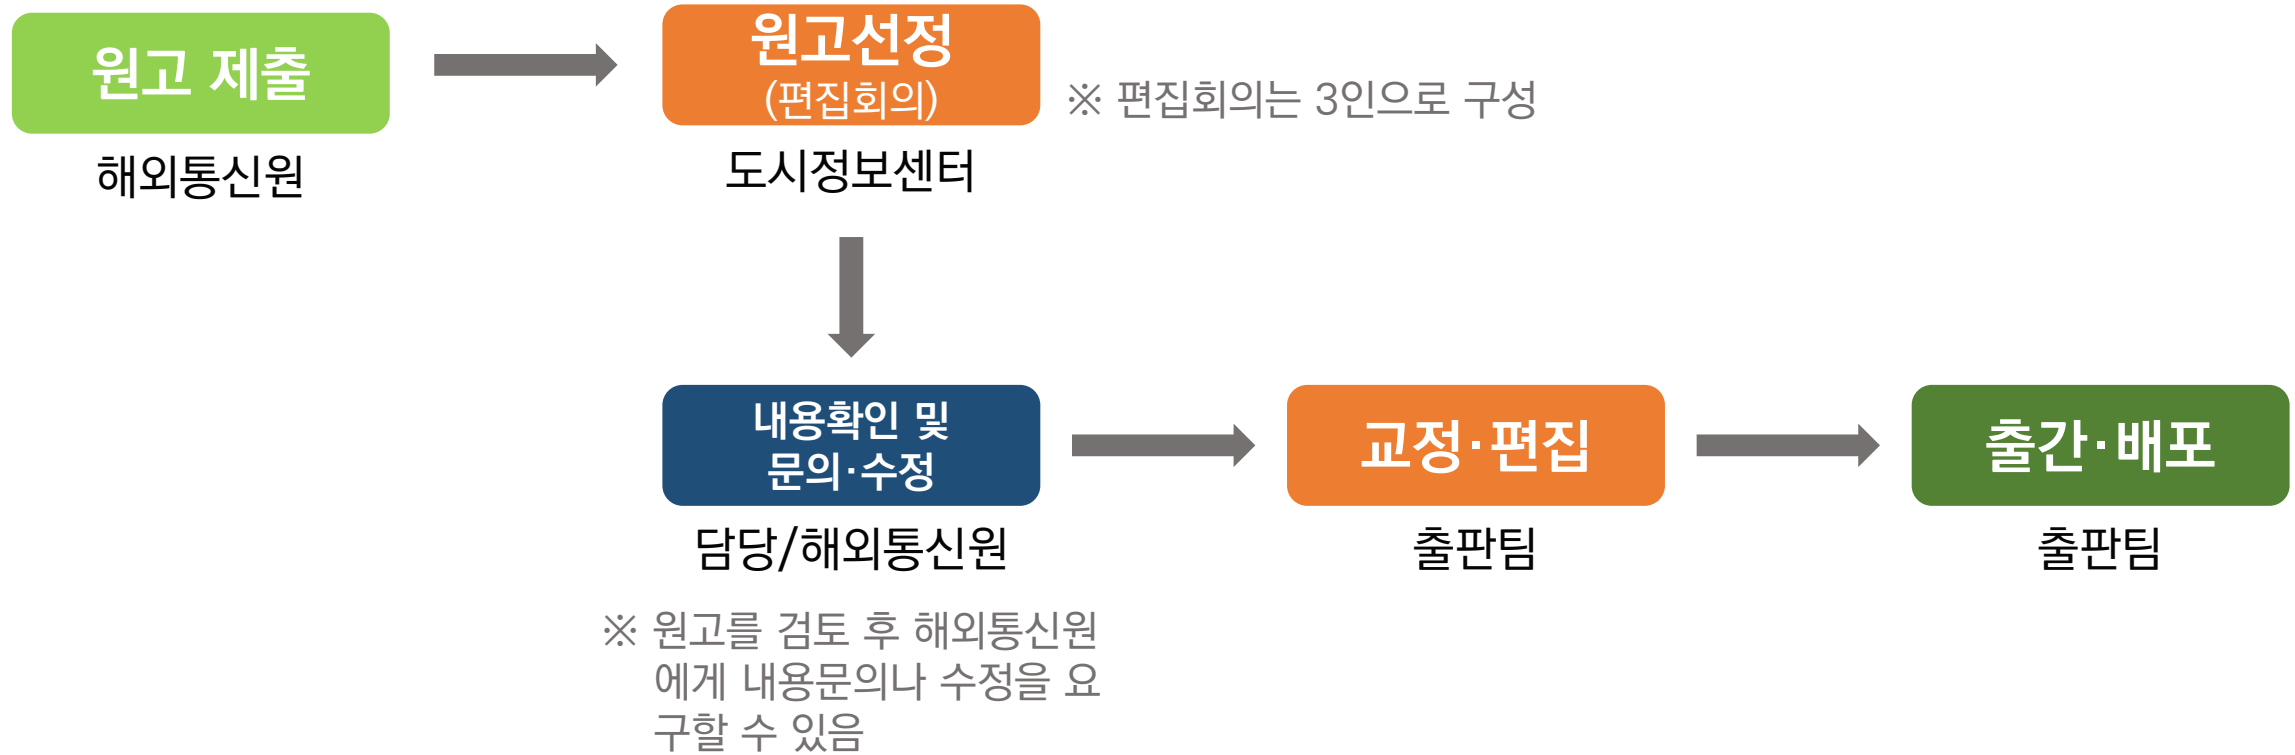 원고 제출
해외통신원
원고선정
(편집회의)
※ 편집회의는 3인으로 구성
도시정보센터
내용확인 및
문의·수정
담당/해외통신원
※ 원고를 검토 후 해외통신원
에게 내용문의나 수정을 요
구할 수 있음
교정·편집
출판팀
출간·배포
출판팀